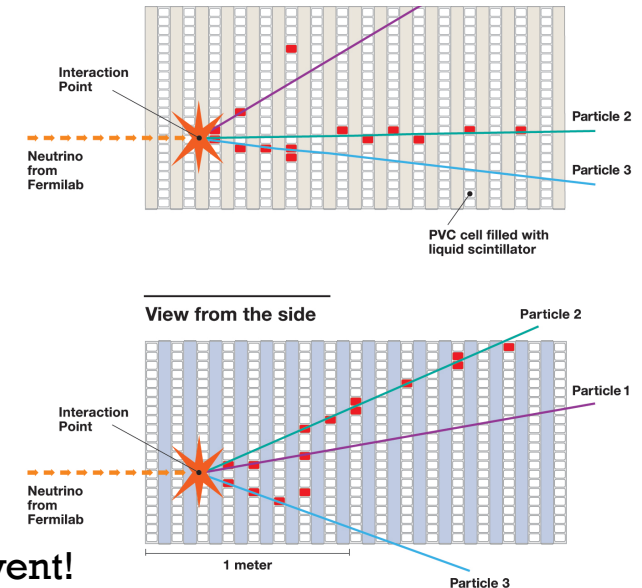 Interaction
Point
Particle 2
Neutrino
from
Fermilab
Particle 3
PVC cell filled with
liquid scintillator
View from the side
Particle 2
Particle 1
Interaction
Point
Neutrino
from
Fermilab
1 meter
Particle 3